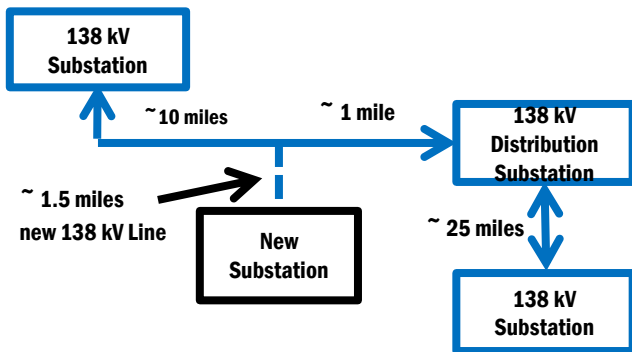 138 kV
Substation
~10 miles
~ 1 mile
138 kV
Distribution
Substation
~ 1.5 miles
new 138 kV Line
New
Substation
~ 25 miles
138 kV
Substation